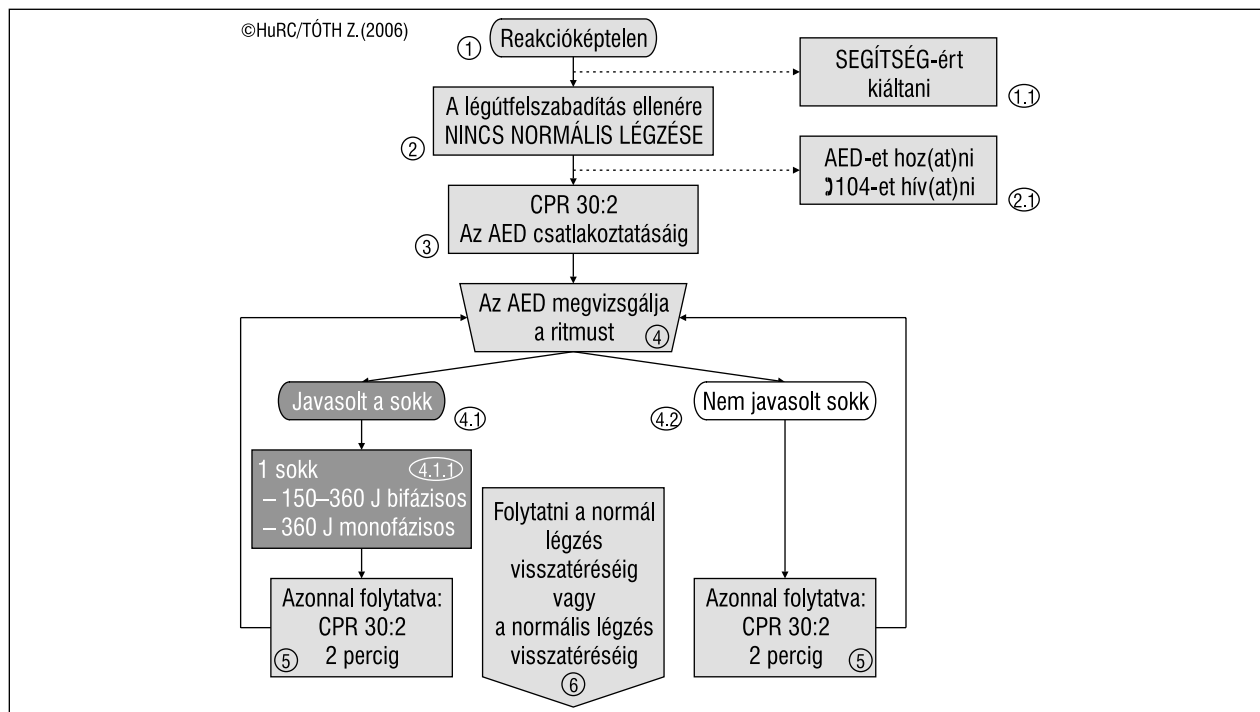 ©HuRC/TÓTH Z.(2006)
① Reakcióképtelen
SEGÍTSÉG-ért
kiáltani
1.1
A légútfelszabadítás ellenére
NINCS NORMÁLIS LÉGZÉSE
②
AED-et hoz(at)ni
104-et hív(at)ni
2.1
CPR 30:2
Az AED csatlakoztatásáig
③
Az AED megvizsgálja
a ritmust
④
Javasolt a sokk
4.1
4.2
Nem javasolt sokk
1 sokk 4.1.1
– 150–360 J bifázisos
– 360 J monofázisos
Azonnal folytatva:
CPR 30:2
2 percig
⑤
Folytatni a normál
légzés
visszatéréséig
vagy
a normális légzés
visszatéréséig
⑥
Azonnal folytatva:
CPR 30:2
2 percig
⑤